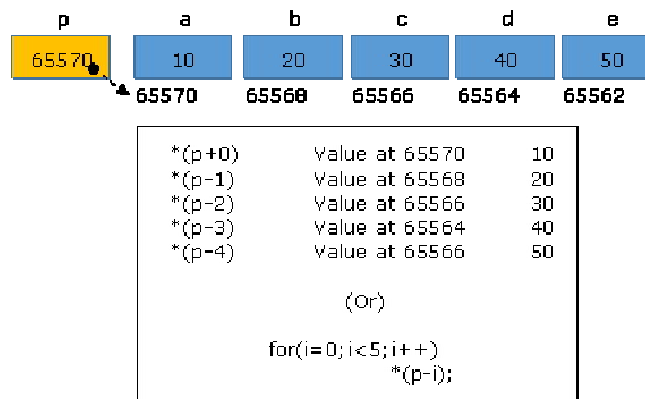 p a b c d e
65570 10 20 30 40 50
65570 65568 65566 65564 65562
*(p+0) Value at 65570 10
*(p-1) Value at 65568 20
*(p-2) Value at 65566 30
*(p-3) Value at 65564 40
*(p-4) Value at 65566 50
(Or)
for(i=0;i<5;i++)
*(p-i);